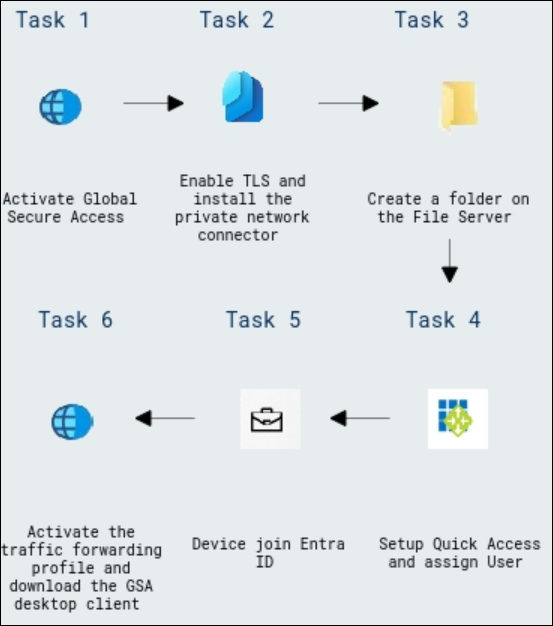 Task 1
Task 2
Task 3
Activate Global
Secure Access
Enable TLS and
install the
private network
connector
Create a folder on
the File Server
Task 6
Task 5
Task 4
Activate the
traffic forwarding
profile and
download the GSA
desktop client
Device join Entra
ID
Setup Quick Access
and assign User